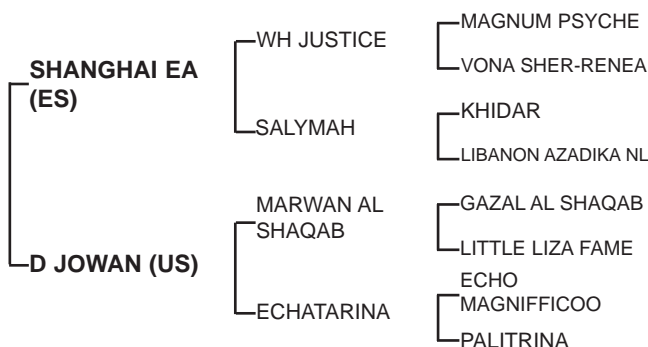 SHANGHAI EA
(ES)
D JOWAN (US)
WH JUSTICE
SALYMAH
MARWAN AL
SHAQAB
ECHATARINA
MAGNUM PSYCHE
VONA SHER-RENEA
KHIDAR
LIBANON AZADIKA NL
GAZAL AL SHAQAB
LITTLE LIZA FAME
ECHO
MAGNIFFICOO
PALITRINA